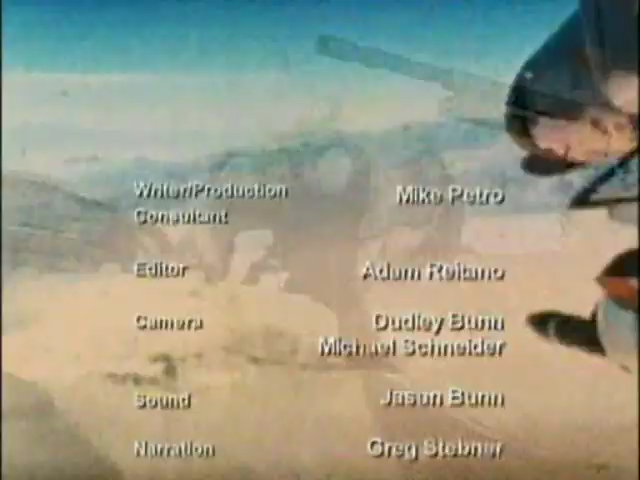 Writer/Production Mike Petro
Consultant
Editor Adam Reitano
Camera Dudley Bunn
Michael Schneider
Sound Jason Bunn
Narration Greg Stebner